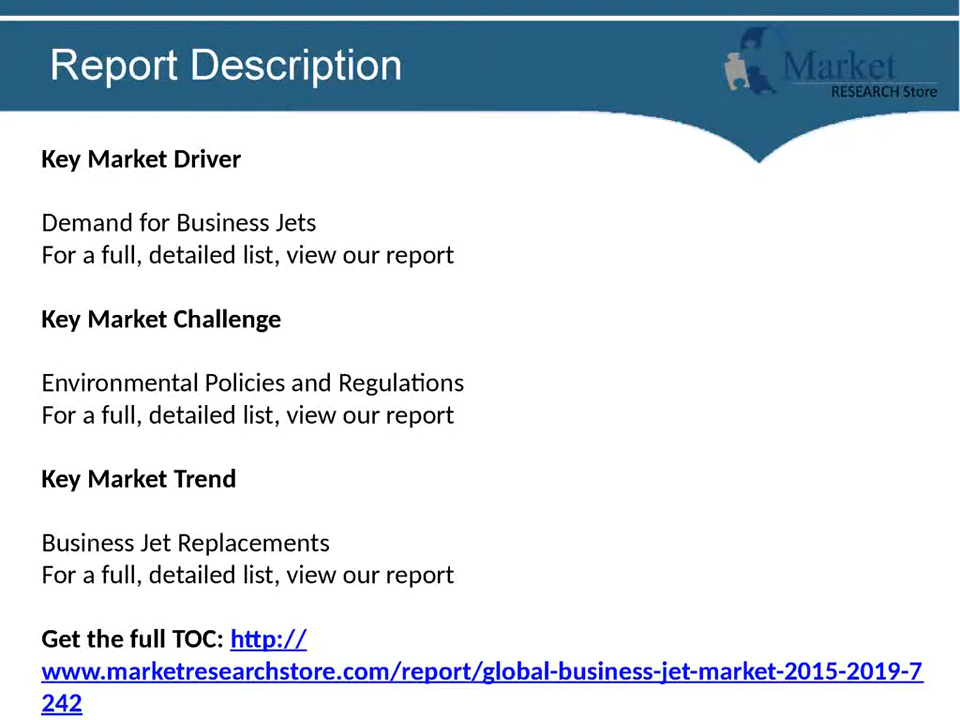 Report Description
Market
RESEARCH Store
Key Market Driver
Demand for Business Jets
For a full, detailed list, view our report
Key Market Challenge
Environmental Policies and Regulations
For a full, detailed list, view our report
Key Market Trend
Business Jet Replacements
For a full, detailed list, view our report
Get the full TOC: http://
www.marketresearchstore.com/report/global-business-jet-market-2015-2019-7
242